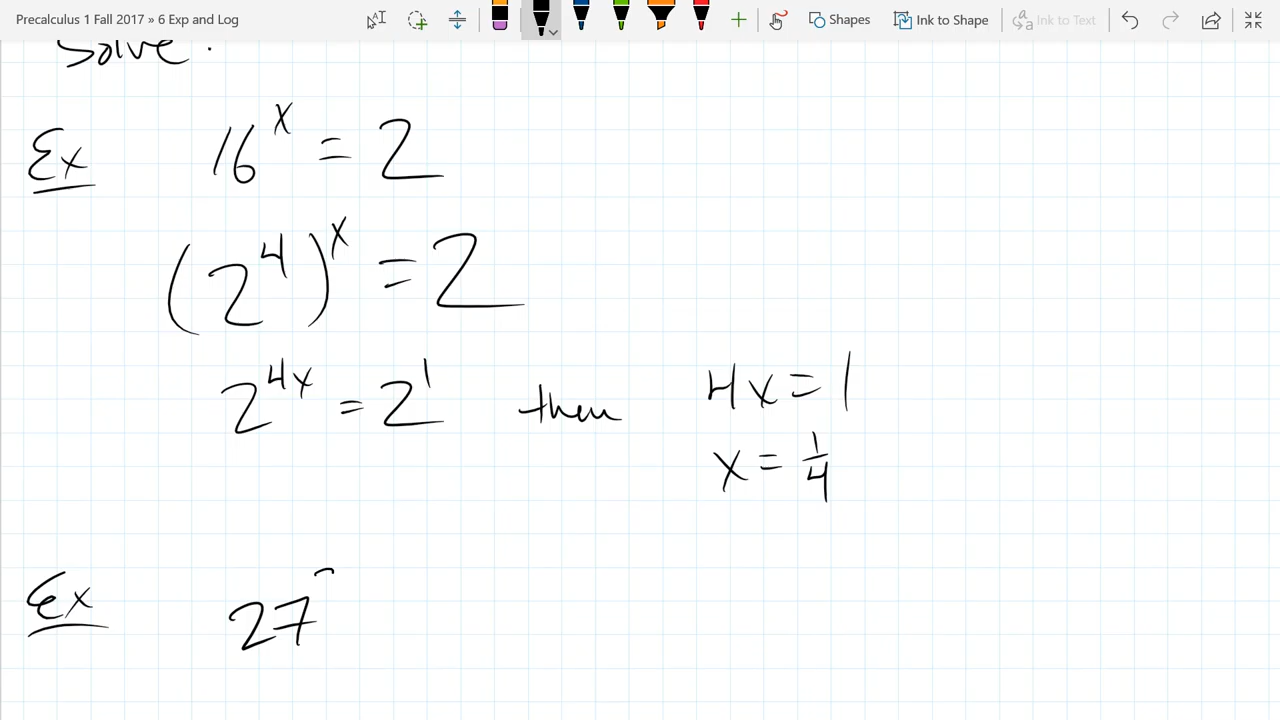 Precalculus 1 Fall 2017 » 6 Exp and Log
Shapes
Ink to Shape
Ink to Text
Solve:
Ex 16^x = 2
(2^4)^x = 2
2^{4x} = 2^1 then 4x = 1
x = 1/4
Ex 27